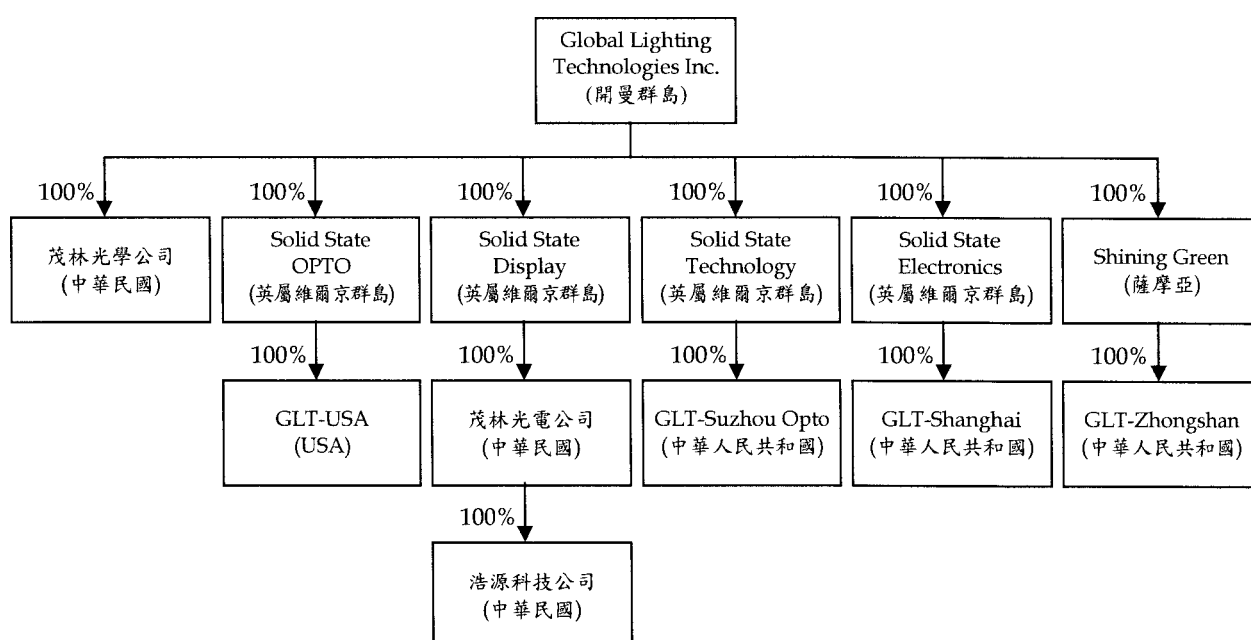 Global Lighting
Technologies Inc.
(開曼群島)
100%
100%
100%
100%
100%
100%
茂林光學公司
(中華民國)
Solid State
OPTO
(英屬維爾京群島)
Solid State
Display
(英屬維爾京群島)
Solid State
Technology
(英屬維爾京群島)
Solid State
Electronics
(英屬維爾京群島)
Shining Green
(薩摩亞)
100%
100%
100%
100%
100%
GLT-USA
(USA)
茂林光電公司
(中華民國)
GLT-Suzhou Opto
(中華人民共和國)
GLT-Shanghai
(中華人民共和國)
GLT-Zhongshan
(中華人民共和國)
100%
浩源科技公司
(中華民國)